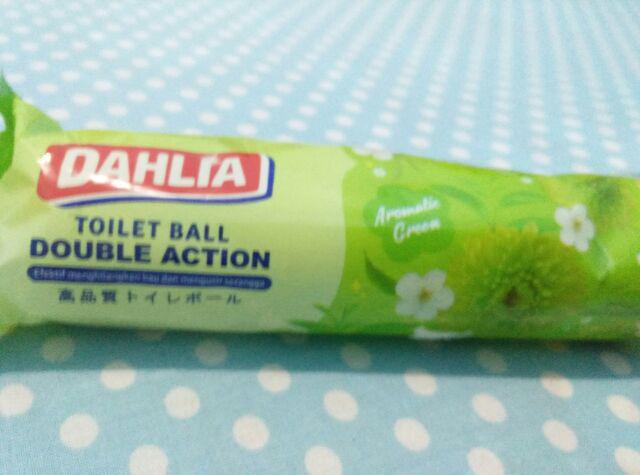 DAHLIA
TOILET BALL
DOUBLE ACTION
Efektif menghilangkan bau dan mengusir serangga
高品質トイレボール
Aromatic
Green